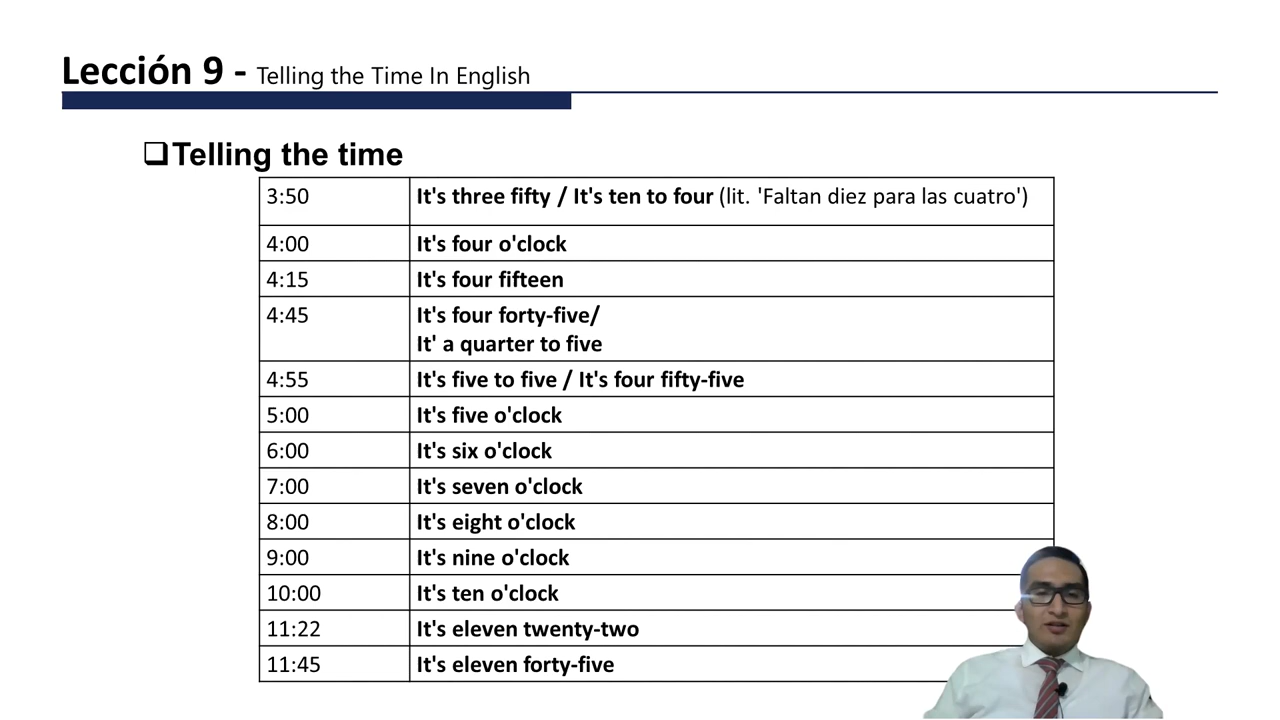 Lección 9 - Telling the Time In English
❑Telling the time
3:50 It's three fifty / It's ten to four (lit. 'Faltan diez para las cuatro')
4:00 It's four o'clock
4:15 It's four fifteen
4:45 It's four forty-five/
It' a quarter to five
4:55 It's five to five / It's four fifty-five
5:00 It's five o'clock
6:00 It's six o'clock
7:00 It's seven o'clock
8:00 It's eight o'clock
9:00 It's nine o'clock
10:00 It's ten o'clock
11:22 It's eleven twenty-two
11:45 It's eleven forty-five